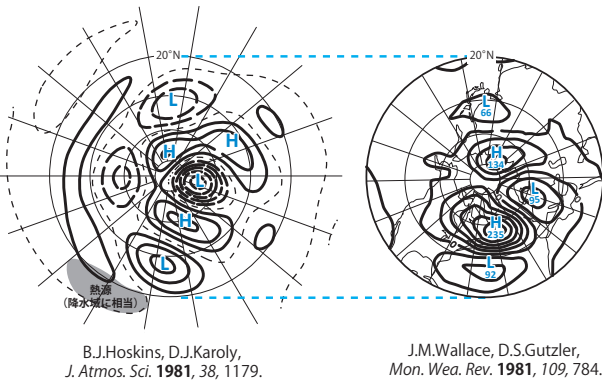 20°N
L
H
H
L
H
L
熱源
(降水域に相当)
20°N
L
66
H
134
L
95
H
235
L
92
B.J.Hoskins, D.J.Karoly,
J. Atmos. Sci. 1981, 38, 1179.
J.M.Wallace, D.S.Gutzler,
Mon. Wea. Rev. 1981, 109, 784.